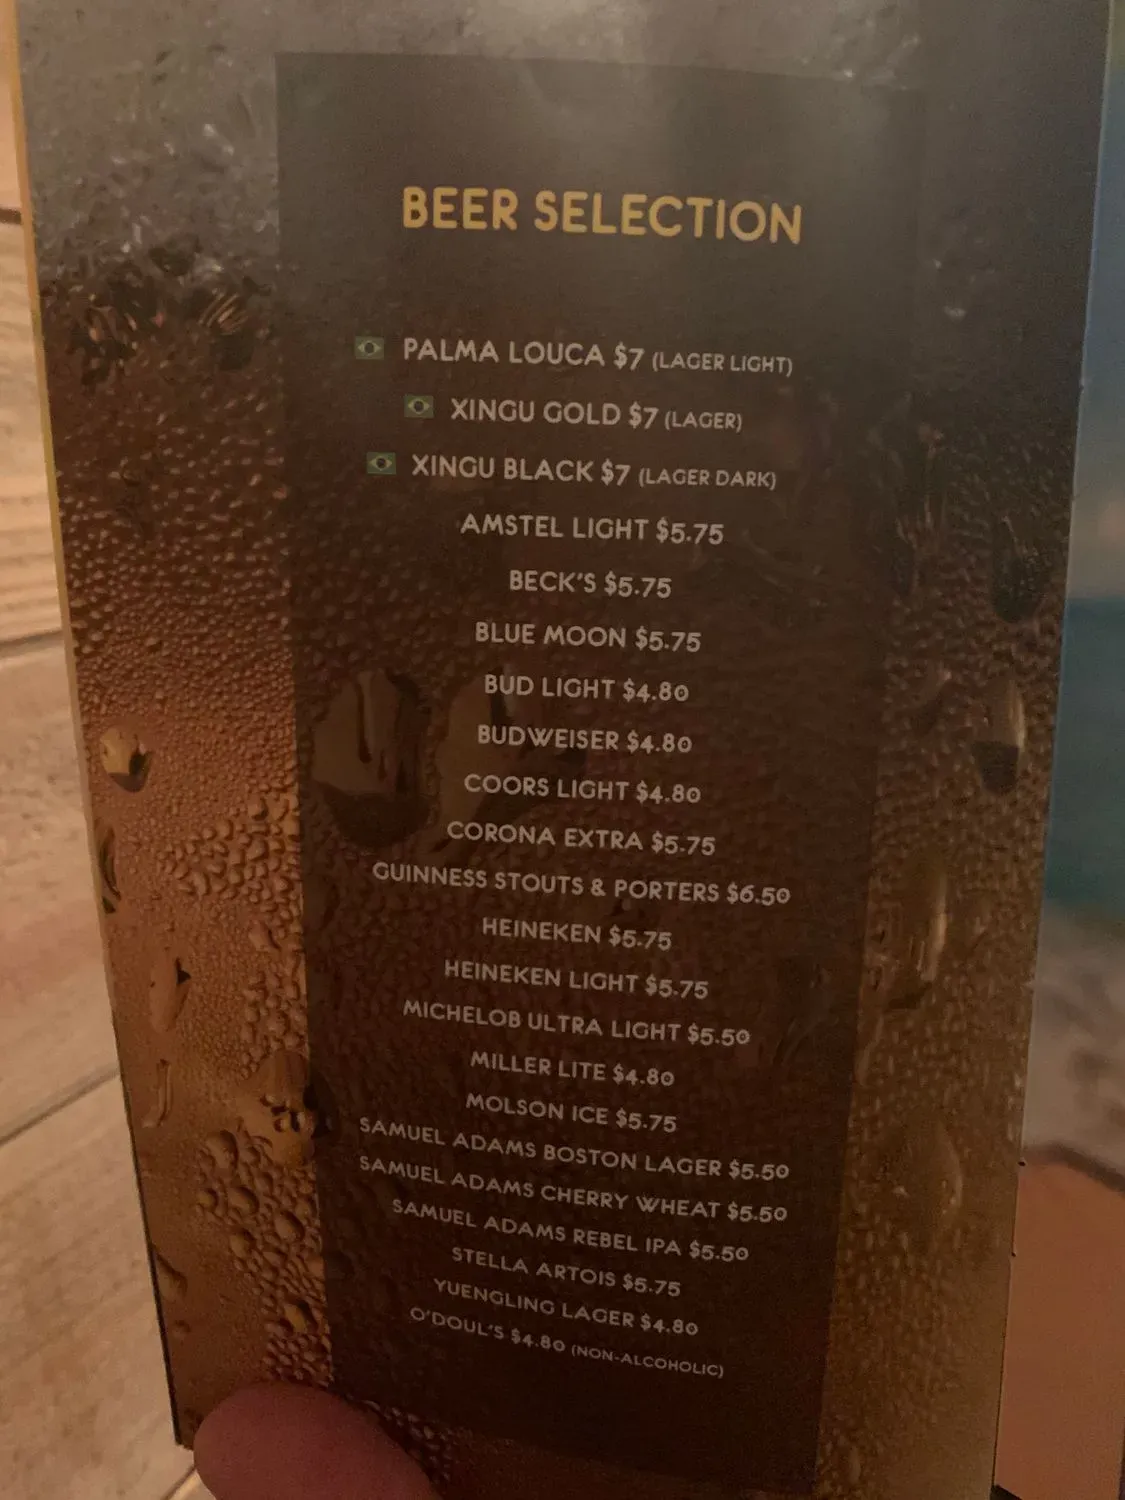 BEER SELECTION
PALMA LOUCA $7 (LAGER LIGHT)
XINGU GOLD $7 (LAGER)
XINGU BLACK $7 (LAGER DARK)
AMSTEL LIGHT $5.75
BECK'S $5.75
BLUE MOON $5.75
BUD LIGHT $4.80
BUDWEISER $4.80
COORS LIGHT $4.80
CORONA EXTRA $5.75
GUINNESS STOUTS & PORTERS $6.50
HEINEKEN $5.75
HEINEKEN LIGHT $5.75
MICHELOB ULTRA LIGHT $5.50
MILLER LITE $4.80
MOLSON ICE $5.75
SAMUEL ADAMS BOSTON LAGER $5.50
SAMUEL ADAMS CHERRY WHEAT $5.50
SAMUEL ADAMS REBEL IPA $5.50
STELLA ARTOIS $5.75
YUENGLING LAGER $4.80
O'DOUL'S $4.80 (NON-ALCOHOLIC)